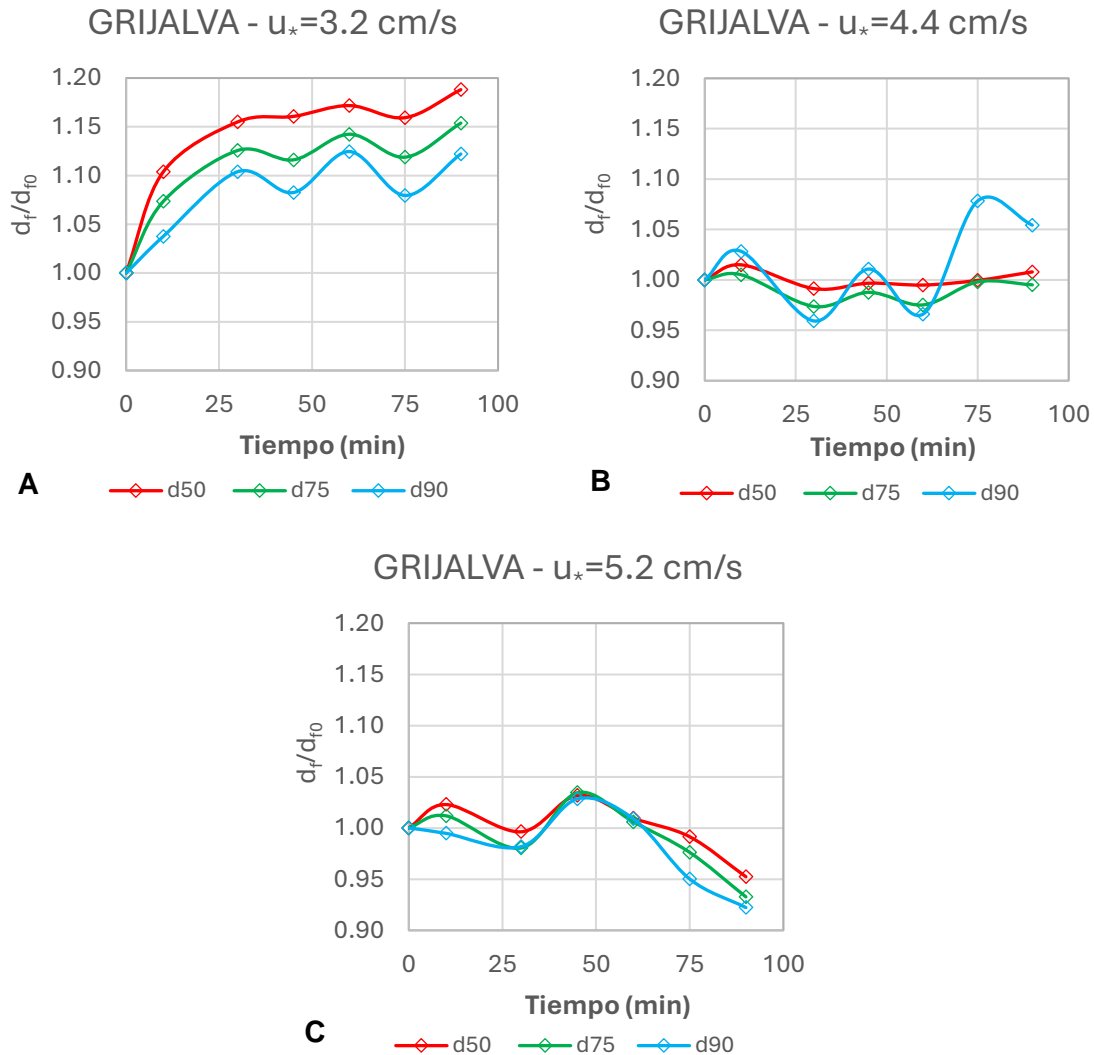 GRIJALVA - u*=3.2 cm/s
df/df0
1.20
1.15
1.10
1.05
1.00
0.95
0.90
0 25 50 75 100
Tiempo (min)
A
d50 d75 d90
GRIJALVA - u*=4.4 cm/s
df/df0
1.20
1.15
1.10
1.05
1.00
0.95
0.90
0 25 50 75 100
Tiempo (min)
B
d50 d75 d90
GRIJALVA - u*=5.2 cm/s
df/df0
1.20
1.15
1.10
1.05
1.00
0.95
0.90
0 25 50 75 100
Tiempo (min)
C
d50 d75 d90